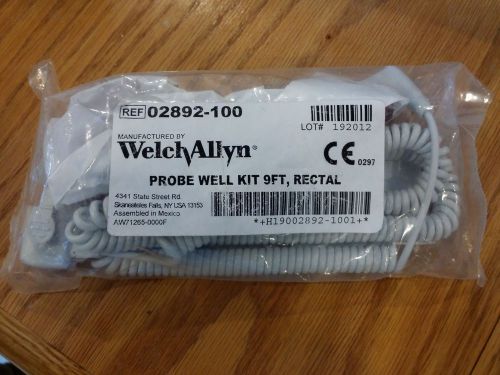 REF 02892-100
LOT# 192012
MANUFACTURED BY
WelchAllyn®
CE 0297
PROBE WELL KIT 9FT, RECTAL
4341 State Street Rd
Skaneateles Falls, NY USA 13153
Assembled in Mexico
AW71265-0000F
*+H19002892-1001+*